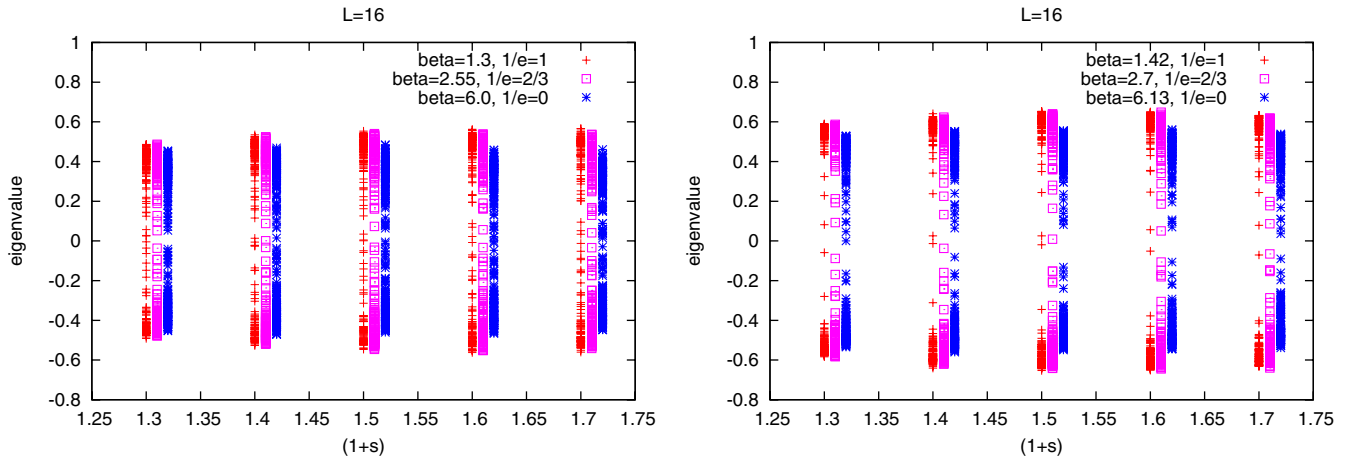 L=16
eigenvalue
1
0.8
0.6
0.4
0.2
0
-0.2
-0.4
-0.6
-0.8
beta=1.3, 1/e=1
beta=2.55, 1/e=2/3
beta=6.0, 1/e=0
1.25 1.3 1.35 1.4 1.45 1.5 1.55 1.6 1.65 1.7 1.75
(1+s)
L=16
eigenvalue
1
0.8
0.6
0.4
0.2
0
-0.2
-0.4
-0.6
-0.8
beta=1.42, 1/e=1
beta=2.7, 1/e=2/3
beta=6.13, 1/e=0
1.25 1.3 1.35 1.4 1.45 1.5 1.55 1.6 1.65 1.7 1.75
(1+s)